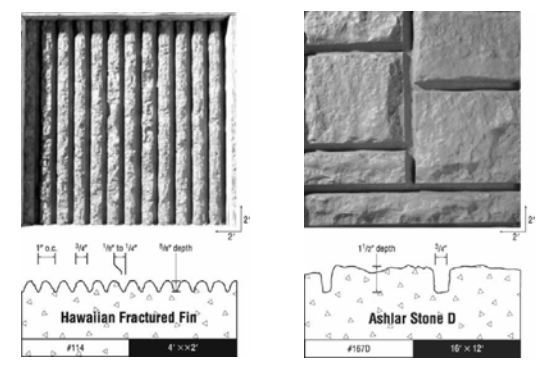 2'
2'
1" o.c.
3/4"
1/8" to 1/4"
5/8" depth
Hawaiian Fractured Fin
#114
4' ××2'
2'
2'
1 1/2" depth
3/4"
Ashlar Stone D
#167D
16' × 12'